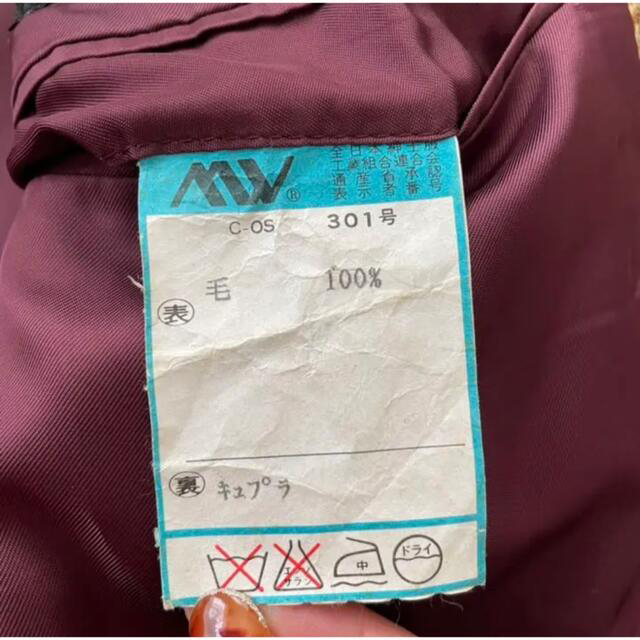 全日本紳士服
工業組合連合会
通産省承認
表示者番号
MW®
C-OS 301号
毛 100%
表
裏 キュプラ
エンソ
サラシ
中
ドライ